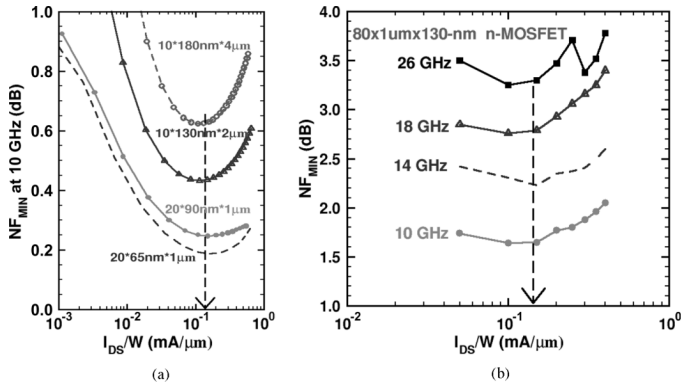 1.0
0.8
0.6
0.4
0.2
0.0
NF_MIN at 10 GHz (dB)
10*180nm*4μm
10*130nm*2μm
20*90nm*1μm
20*65nm*1μm
10^-3 10^-2 10^-1 10^0
I_DS/W (mA/μm)
(a)
4.0
3.5
3.0
2.5
2.0
1.5
1.0
NF_MIN (dB)
80x1umx130-nm n-MOSFET
26 GHz
18 GHz
14 GHz
10 GHz
10^-2 10^-1 10^0
I_DS/W (mA/μm)
(b)